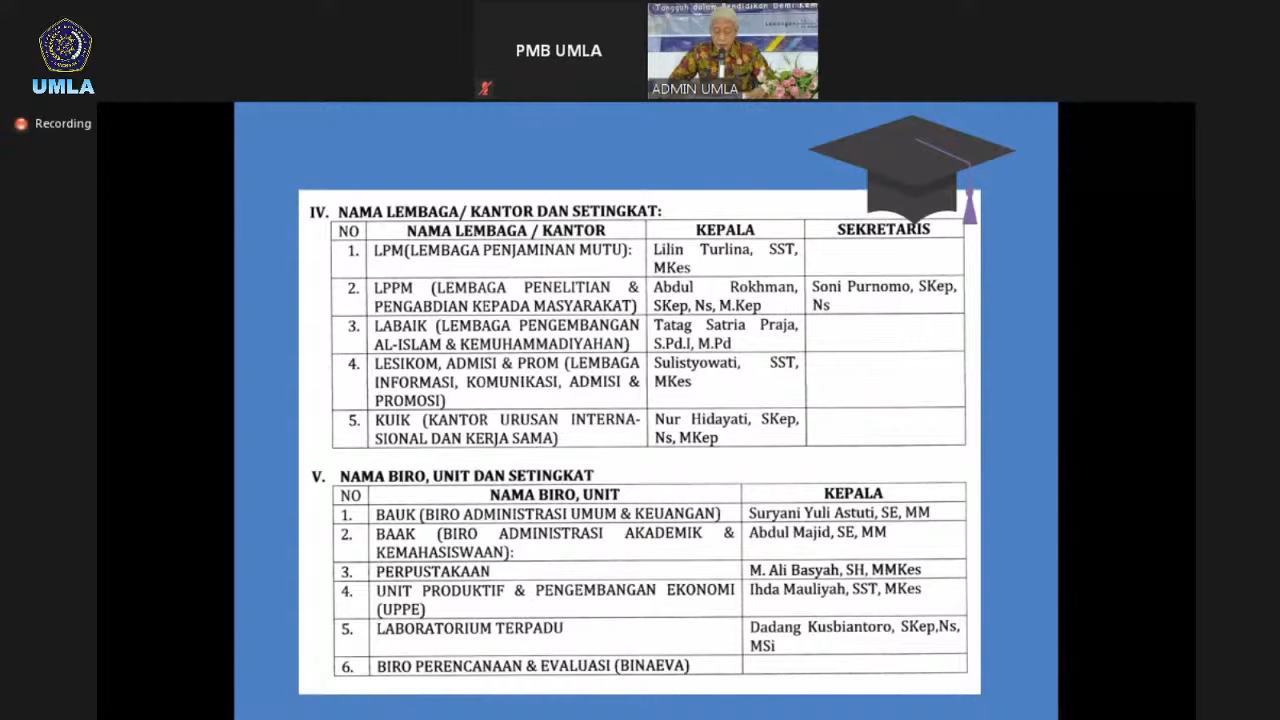 UMLA
Recording
PMB UMLA
Tangguh dalam Pendidikan Demi Kem
Lamongan
ADMIN UMLA
IV. NAMA LEMBAGA/ KANTOR DAN SETINGKAT:
NO NAMA LEMBAGA / KANTOR KEPALA SEKRETARIS
1. LPM(LEMBAGA PENJAMINAN MUTU): Lilin Turlina, SST,
MKes
2. LPPM (LEMBAGA PENELITIAN & Abdul Rokhman, Soni Purnomo, SKep,
PENGABDIAN KEPADA MASYARAKAT) SKep, Ns, M.Kep Ns
3. LABAIK (LEMBAGA PENGEMBANGAN Tatag Satria Praja,
AL-ISLAM & KEMUHAMMADIYAHAN) S.Pd.I, M.Pd
4. LESIKOM, ADMISI & PROM (LEMBAGA Sulistyowati, SST,
INFORMASI, KOMUNIKASI, ADMISI & MKes
PROMOSI)
5. KUIK (KANTOR URUSAN INTERNA- Nur Hidayati, SKep,
SIONAL DAN KERJA SAMA) Ns, MKep
V. NAMA BIRO, UNIT DAN SETINGKAT
NO NAMA BIRO, UNIT KEPALA
1. BAUK (BIRO ADMINISTRASI UMUM & KEUANGAN) Suryani Yuli Astuti, SE, MM
2. BAAK (BIRO ADMINISTRASI AKADEMIK & Abdul Majid, SE, MM
KEMAHASISWAAN):
3. PERPUSTAKAAN M. Ali Basyah, SH, MMKes
4. UNIT PRODUKTIF & PENGEMBANGAN EKONOMI Ihda Mauliyah, SST, MKes
(UPPE)
5. LABORATORIUM TERPADU Dadang Kusbiantoro, SKep,Ns,
MSi
6. BIRO PERENCANAAN & EVALUASI (BINAEVA)